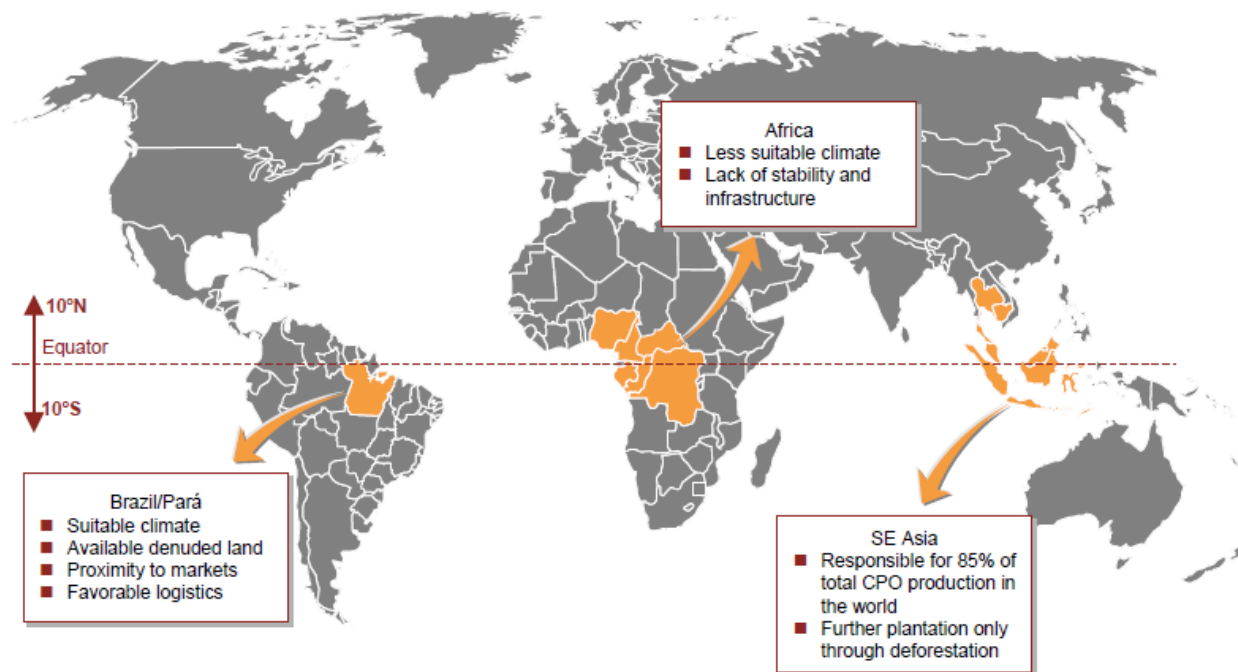 Africa
Less suitable climate
Lack of stability and
infrastructure
10°N
Equator
10°S
Brazil/Pará
Suitable climate
Available denuded land
Proximity to markets
Favorable logistics
SE Asia
Responsible for 85% of
total CPO production in
the world
Further plantation only
through deforestation